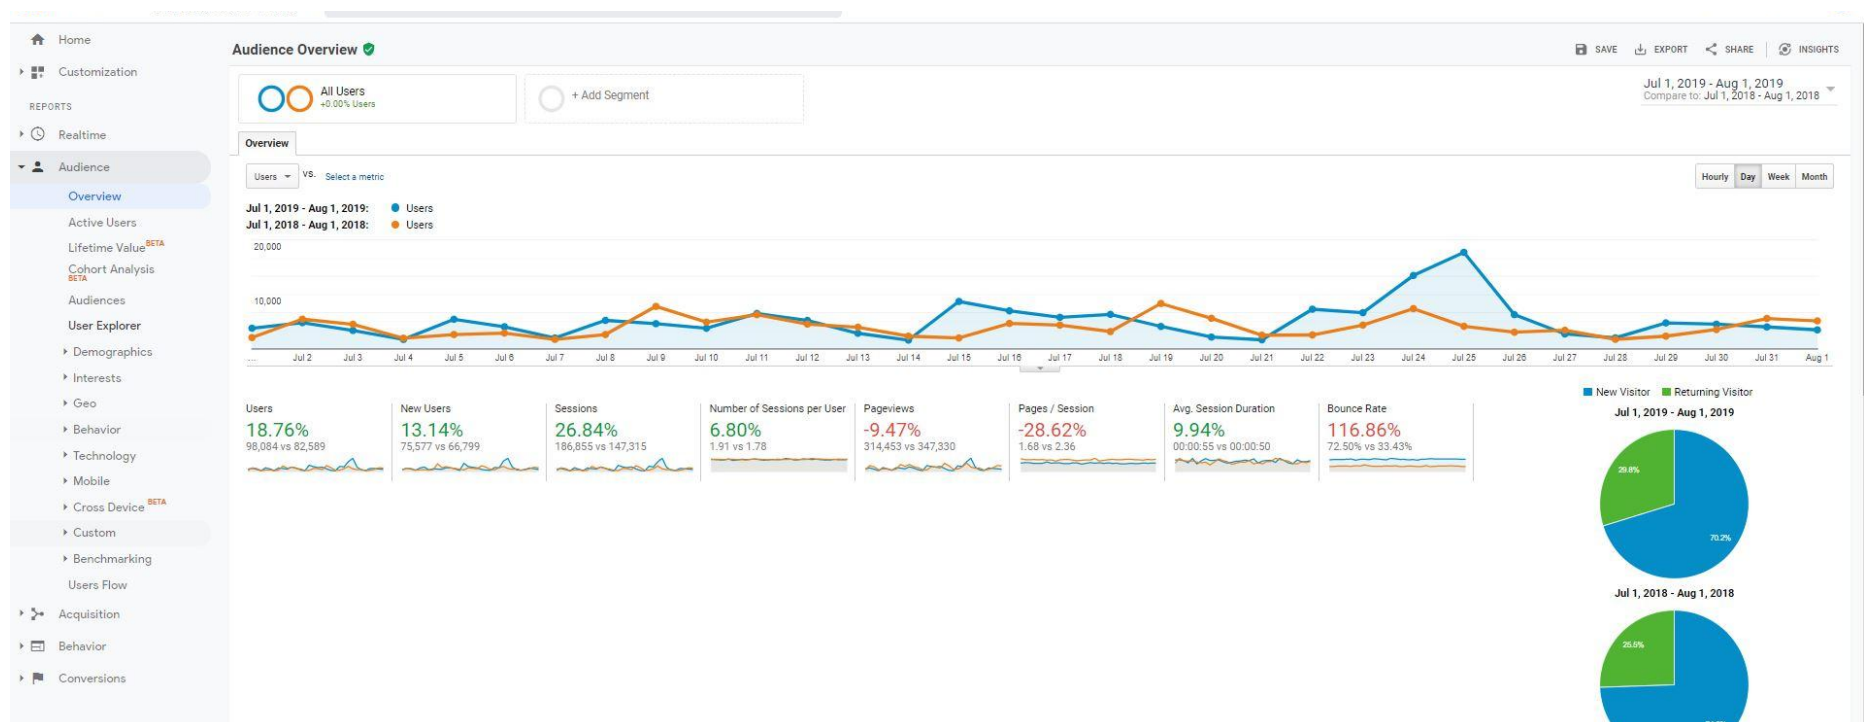 Home
Customization
REPORTS
Realtime
Audience
Overview
Active Users
Lifetime Value BETA
Cohort Analysis
BETA
Audiences
User Explorer
Demographics
Interests
Geo
Behavior
Technology
Mobile
Cross Device BETA
Custom
Benchmarking
Users Flow
Acquisition
Behavior
Conversions
Audience Overview
SAVE EXPORT SHARE INSIGHTS
All Users
+0.00% Users
+ Add Segment
Jul 1, 2019 - Aug 1, 2019
Compare to: Jul 1, 2018 - Aug 1, 2018
Overview
Users VS. Select a metric
Hourly Day Week Month
Jul 1, 2019 - Aug 1, 2019: Users
Jul 1, 2018 - Aug 1, 2018: Users
20,000
10,000
... Jul 2 Jul 3 Jul 4 Jul 5 Jul 6 Jul 7 Jul 8 Jul 9 Jul 10 Jul 11 Jul 12 Jul 13 Jul 14 Jul 15 Jul 16 Jul 17 Jul 18 Jul 19 Jul 20 Jul 21 Jul 22 Jul 23 Jul 24 Jul 25 Jul 26 Jul 27 Jul 28 Jul 29 Jul 30 Jul 31 Aug 1
Users
18.76%
98,084 vs 82,589
New Users
13.14%
75,577 vs 66,799
Sessions
26.84%
186,855 vs 147,315
Number of Sessions per User
6.80%
1.91 vs 1.78
Pageviews
-9.47%
314,453 vs 347,330
Pages / Session
-28.62%
1.68 vs 2.36
Avg. Session Duration
9.94%
00:00:55 vs 00:00:50
Bounce Rate
116.86%
72.50% vs 33.43%
New Visitor Returning Visitor
Jul 1, 2019 - Aug 1, 2019
29.8%
70.2%
Jul 1, 2018 - Aug 1, 2018
25.5%